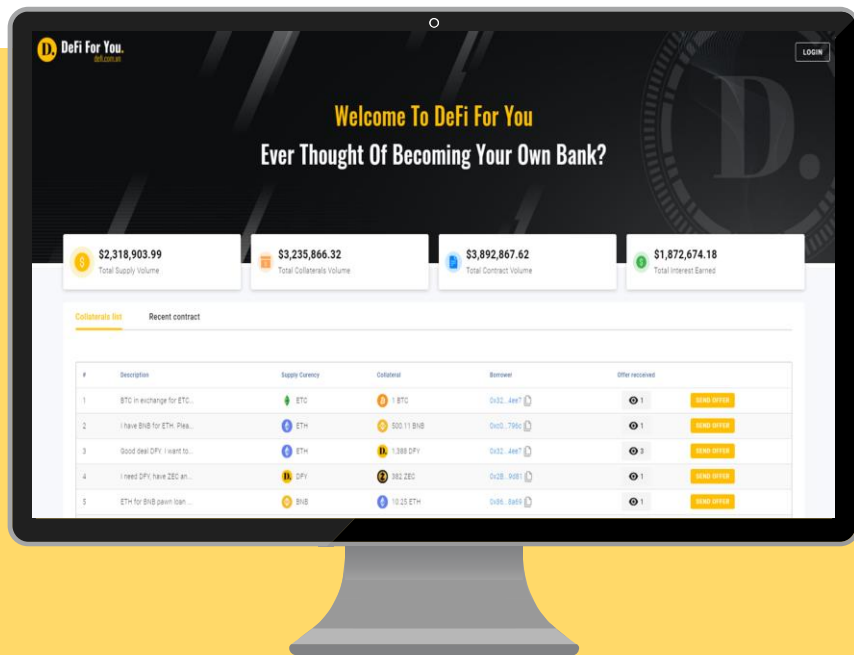 D. DeFi For You.
defi.com.vn
LOGIN
Welcome To DeFi For You
Ever Thought Of Becoming Your Own Bank?
D.
$2,318,903.99
Total Supply Volume
$3,235,866.32
Total Collaterals Volume
$3,892,867.62
Total Contract Volume
$1,872,674.18
Total Interest Earned
Collaterals list Recent contract
# Description Supply Curency Collateral Borrower Offer recceived
1 BTC in exchange for ETC... ETC 1 BTC 0x32...4ee7 1 SEND OFFER
2 I have BNB for ETH. Plea... ETH 500.11 BNB 1 SEND OFFER
3 Good deal DFY. I want to... ETH 1,388 DFY 0x32...4ee7 3 SEND OFFER
4 I need DFY, have ZEC an... DFY 382 ZEC 1 SEND OFFER
5 ETH for BNB pawn loan ... BNB 10.25 ETH 1 SEND OFFER